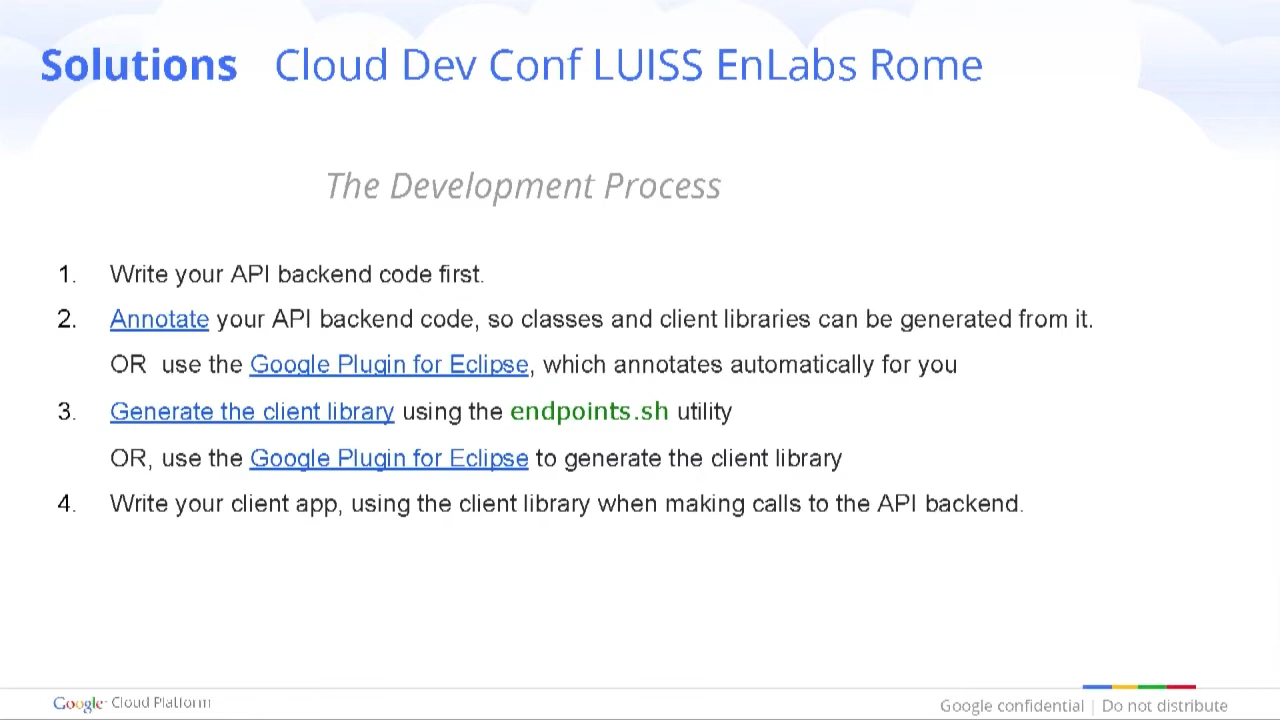 Solutions Cloud Dev Conf LUISS EnLabs Rome
The Development Process
1. Write your API backend code first.
2. Annotate your API backend code, so classes and client libraries can be generated from it.
OR use the Google Plugin for Eclipse, which annotates automatically for you
3. Generate the client library using the endpoints.sh utility
OR, use the Google Plugin for Eclipse to generate the client library
4. Write your client app, using the client library when making calls to the API backend.
Google Cloud Platform
Google confidential | Do not distribute